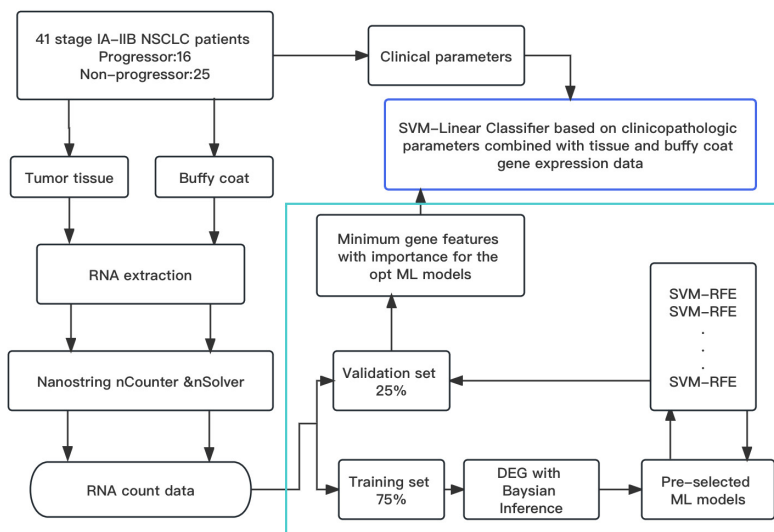 41 stage IA-IIB NSCLC patients
Progressor:16
Non-progressor:25
Clinical parameters
SVM-Linear Classifier based on clinicopathologic
parameters combined with tissue and buffy coat
gene expression data
Tumor tissue
Buffy coat
RNA extraction
Nanostring nCounter &nSolver
RNA count data
Minimum gene features
with importance for the
opt ML models
Validation set
25%
Training set
75%
DEG with
Baysian
Inference
SVM-RFE
SVM-RFE
.
.
.
SVM-RFE
Pre-selected
ML models